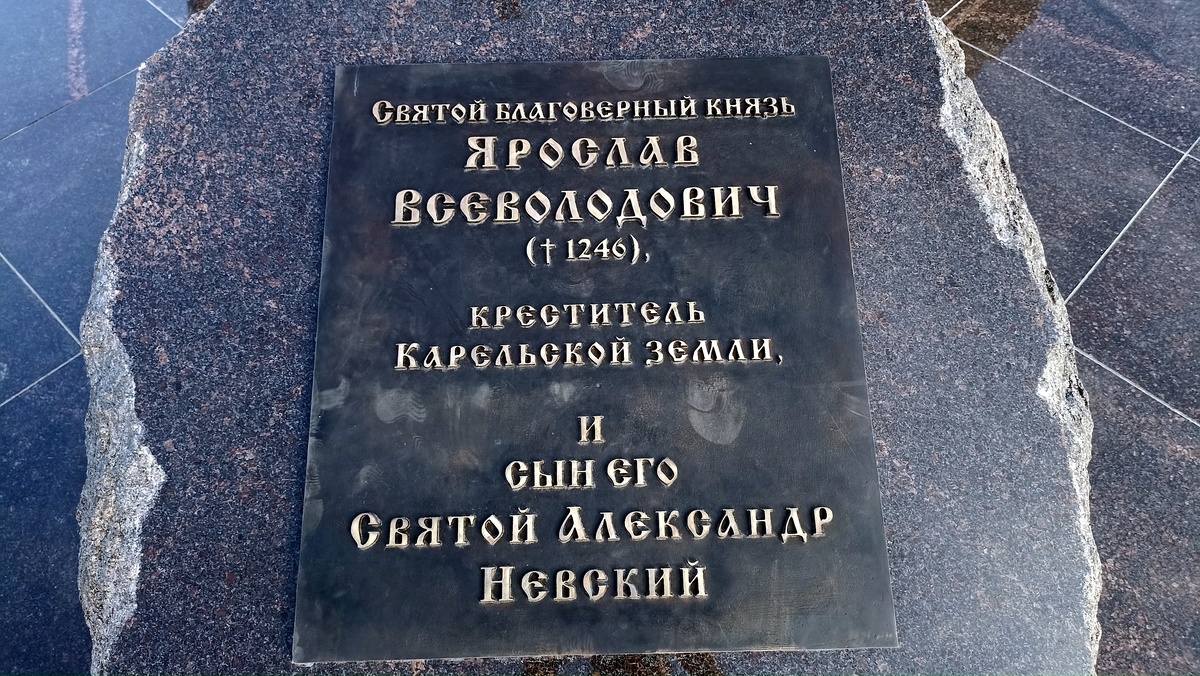 Святой благоверный князь
Ярослав
Всеволодович
(† 1246),
креститель
Карельской земли,
и
сын его
Святой Александр
Невский